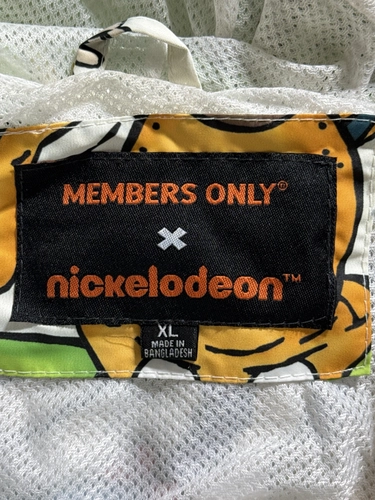 MEMBERS ONLY®
X
nickelodeon™
XL
MADE IN
BANGLADESH